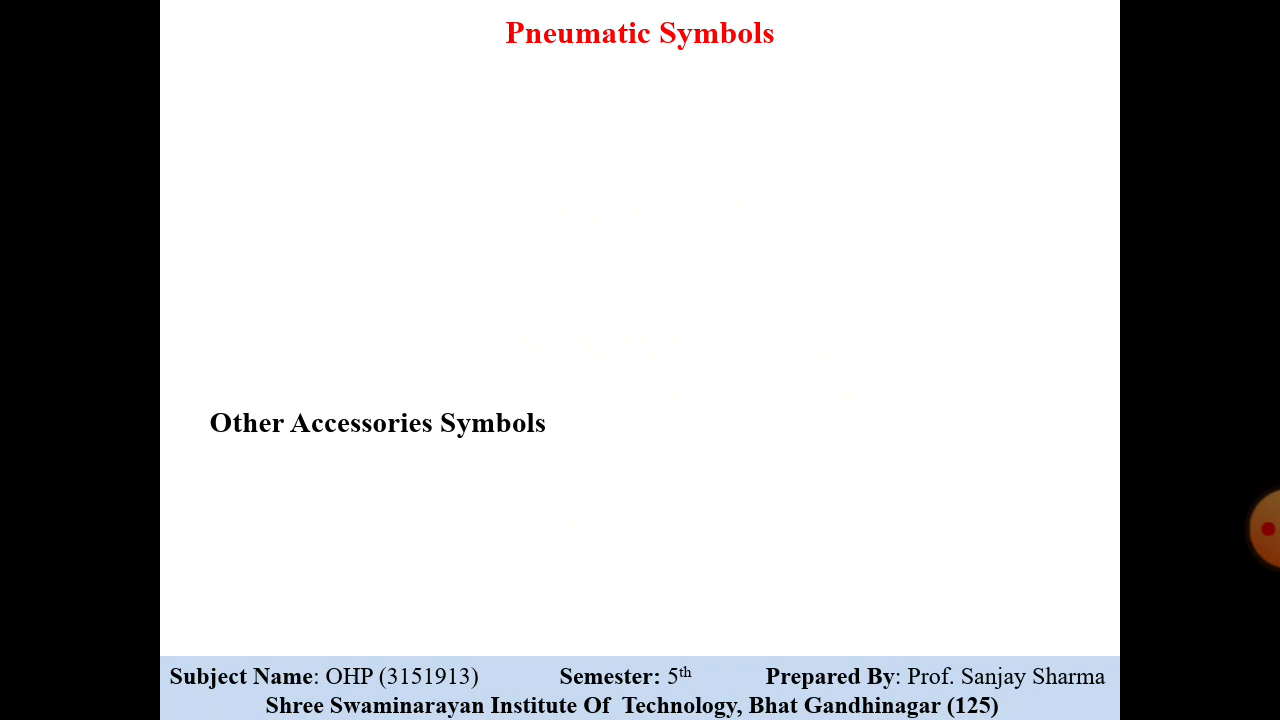 Pneumatic Symbols
Other Accessories Symbols
Subject Name: OHP (3151913) Semester: 5th Prepared By: Prof. Sanjay Sharma
Shree Swaminarayan Institute Of Technology, Bhat Gandhinagar (125)